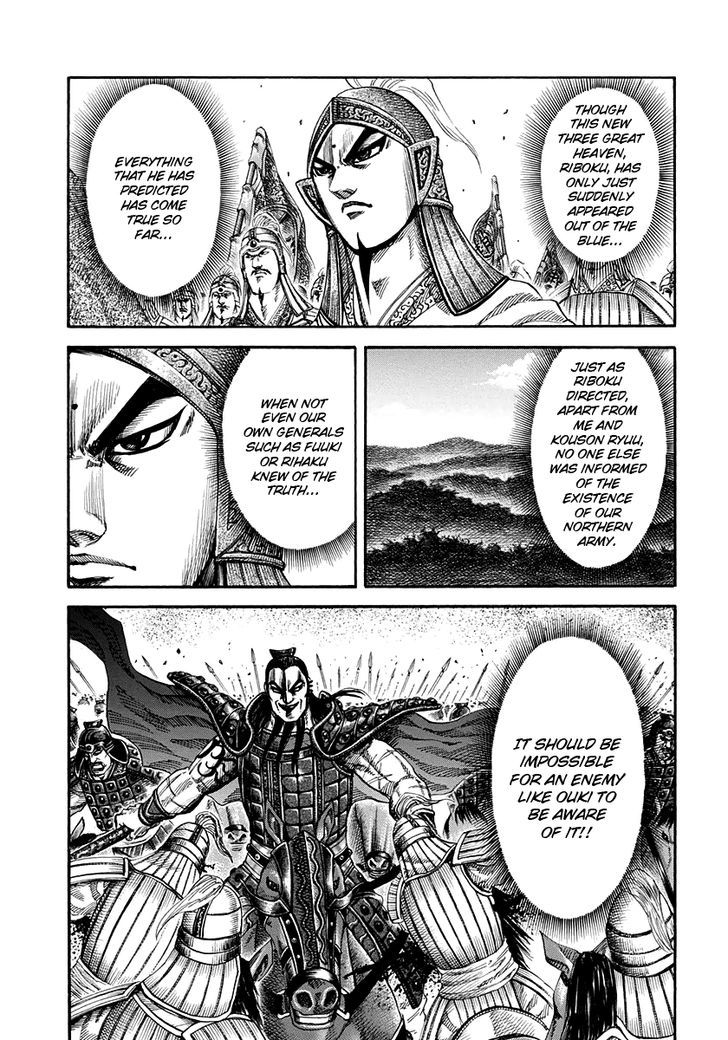 THOUGH
THIS NEW
THREE GREAT
HEAVEN,
RIBOKU, HAS
ONLY JUST
SUDDENLY
APPEARED
OUT OF THE
BLUE...
EVERYTHING
THAT HE HAS
PREDICTED
HAS COME
TRUE SO
FAR...
JUST AS
RIBOKU
DIRECTED,
APART FROM
ME AND
KOUSON RYUU,
NO ONE ELSE
WAS INFORMED
OF THE
EXISTENCE
OF OUR
NORTHERN
ARMY.
WHEN NOT
EVEN OUR
OWN GENERALS
SUCH AS FUUKI
OR RIHAKU
KNEW OF THE
TRUTH...
IT SHOULD BE
IMPOSSIBLE
FOR AN ENEMY
LIKE OUKI TO
BE AWARE
OF IT!!